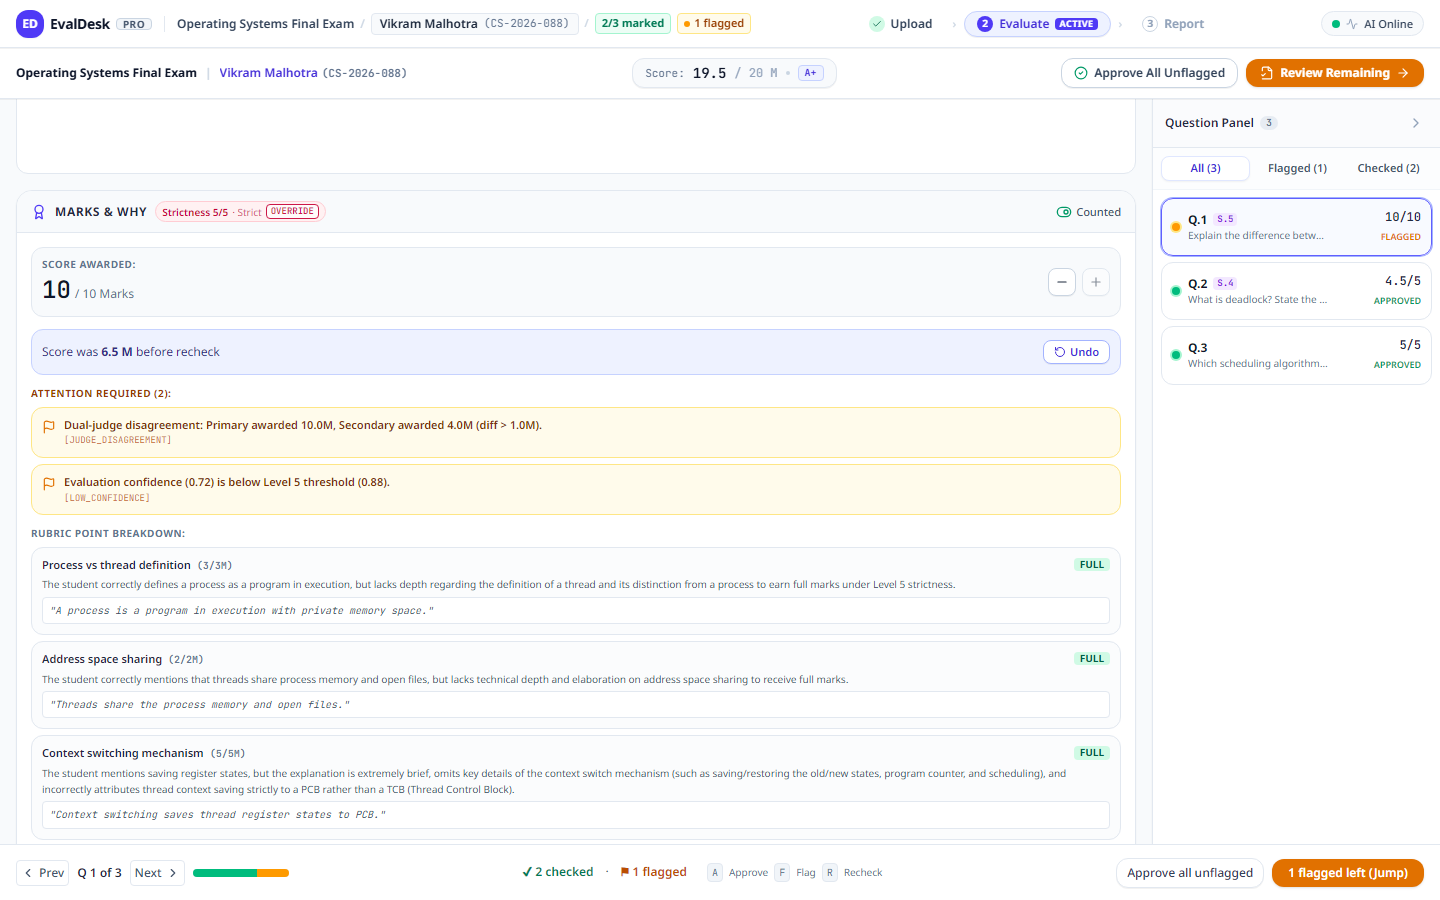 ED EvalDesk PRO Operating Systems Final Exam / Vikram Malhotra (CS-2026-088) / 2/3 marked 1 flagged Upload 2 Evaluate ACTIVE 3 Report AI Online
Operating Systems Final Exam | Vikram Malhotra (CS-2026-088) Score: 19.5 / 20 M • A+ Approve All Unflagged Review Remaining
Question Panel 3
All (3) Flagged (1) Checked (2)
Q.1 S.5 10/10
Explain the difference betw... FLAGGED
Q.2 S.4 4.5/5
What is deadlock? State the ... APPROVED
Q.3 5/5
Which scheduling algorithm... APPROVED
MARKS & WHY Strictness 5/5 · Strict OVERRIDE Counted
SCORE AWARDED:
10 / 10 Marks
Score was 6.5 M before recheck Undo
ATTENTION REQUIRED (2):
Dual-judge disagreement: Primary awarded 10.0M, Secondary awarded 4.0M (diff > 1.0M).
[JUDGE_DISAGREEMENT]
Evaluation confidence (0.72) is below Level 5 threshold (0.88).
[LOW_CONFIDENCE]
RUBRIC POINT BREAKDOWN:
Process vs thread definition (3/3M) FULL
The student correctly defines a process as a program in execution, but lacks depth regarding the definition of a thread and its distinction from a process to earn full marks under Level 5 strictness.
"A process is a program in execution with private memory space."
Address space sharing (2/2M) FULL
The student correctly mentions that threads share process memory and open files, but lacks technical depth and elaboration on address space sharing to receive full marks.
"Threads share the process memory and open files."
Context switching mechanism (5/5M) FULL
The student mentions saving register states, but the explanation is extremely brief, omits key details of the context switch mechanism (such as saving/restoring the old/new states, program counter, and scheduling), and
incorrectly attributes thread context saving strictly to a PCB rather than a TCB (Thread Control Block).
"Context switching saves thread register states to PCB."
Prev Q 1 of 3 Next 2 checked · 1 flagged A Approve F Flag R Recheck Approve all unflagged 1 flagged left (Jump)